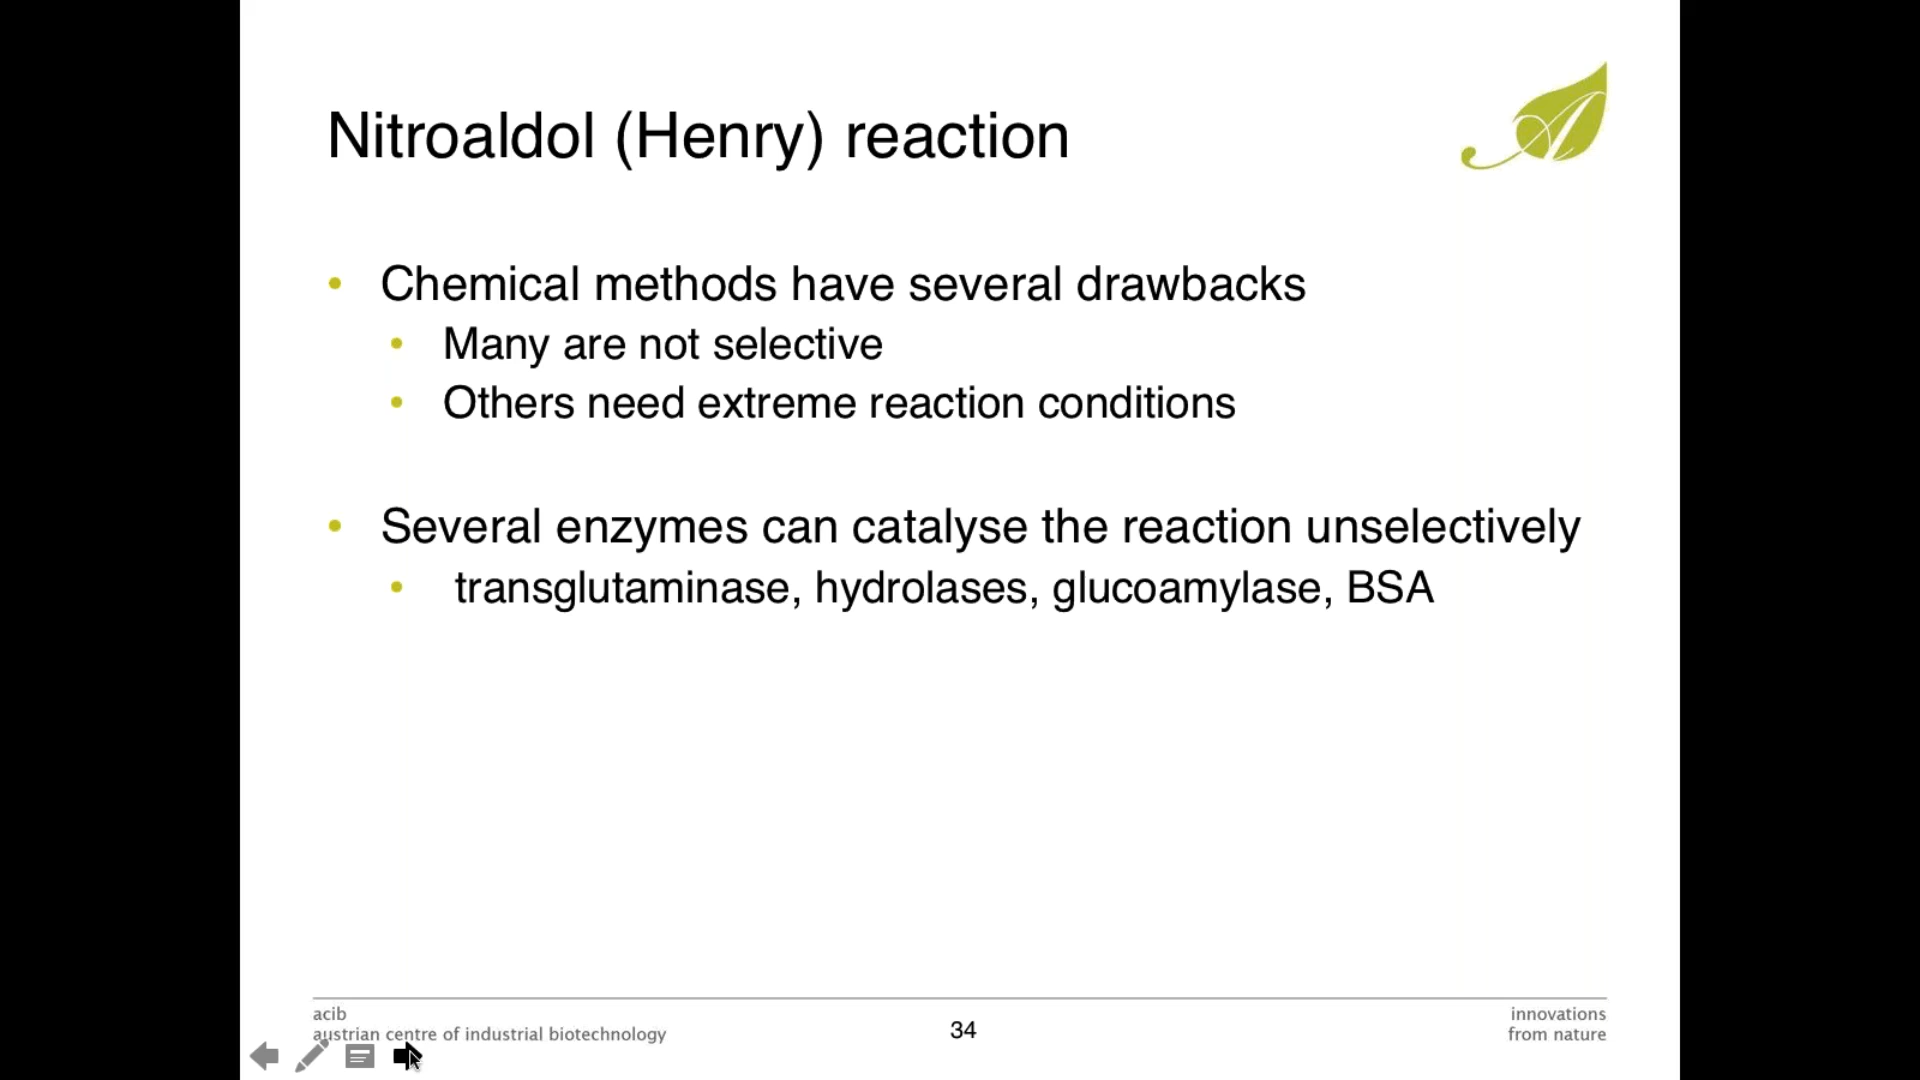 Nitroaldol (Henry) reaction
• Chemical methods have several drawbacks
• Many are not selective
• Others need extreme reaction conditions
• Several enzymes can catalyse the reaction unselectively
• transglutaminase, hydrolases, glucoamylase, BSA
acib
austrian centre of industrial biotechnology
34
innovations
from nature